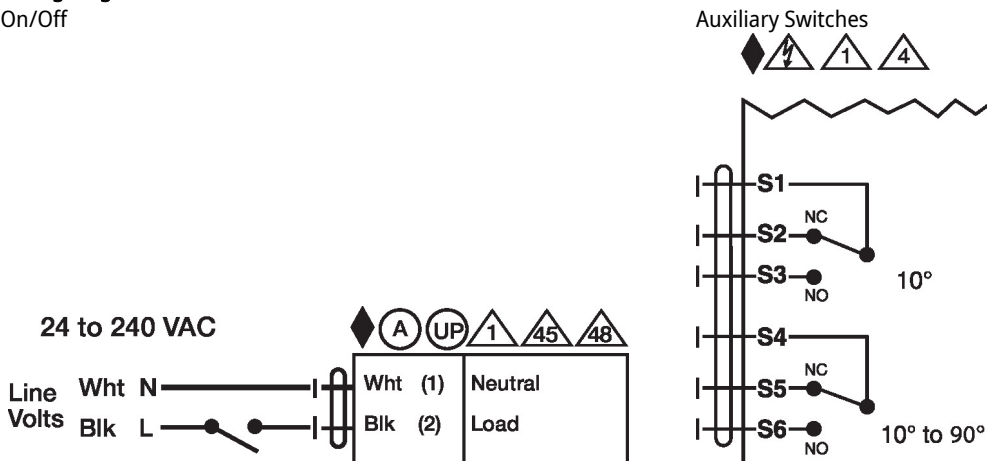 On/Off
Auxiliary Switches
1
4
S1
NC
S2
S3
NO
10°
S4
NC
S5
S6
NO
10° to 90°
24 to 240 VAC
A
UP
1
45
48
Line
Volts
Wht N
Blk L
Wht (1) Neutral
Blk (2) Load